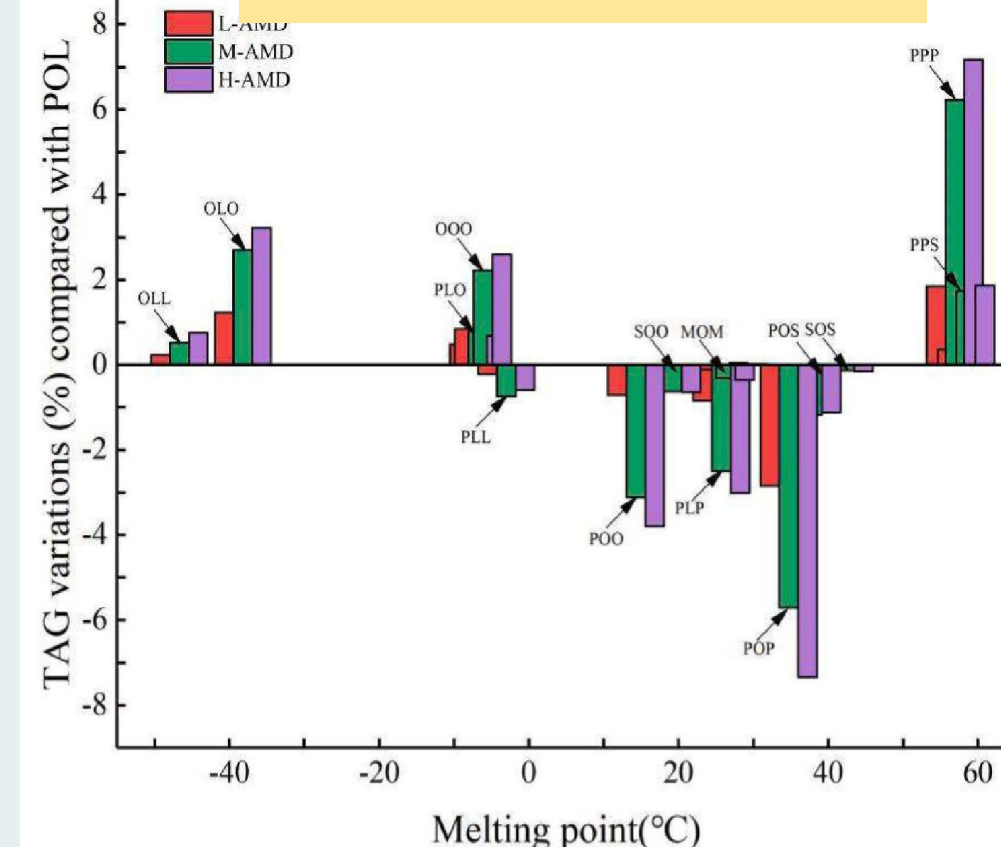 8
L-AMD
M-AMD
H-AMD
PPP
6
4
OLO
OOO
PPS
2
PLO
OLL
SOO MOM POS SOS
0
PLL
-2
PLP
POO
-4
-6
POP
-8
-40 -20 0 20 40 60
TAG variations (%) compared with POL
Melting point(°C)